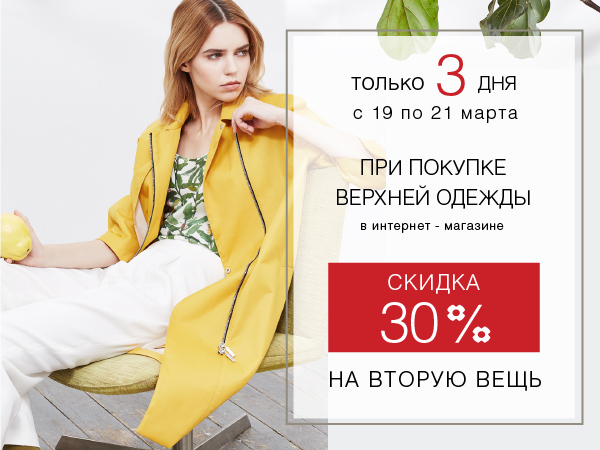 только 3 дня
с 19 по 21 марта
ПРИ ПОКУПКЕ
ВЕРХНЕЙ ОДЕЖДЫ
в интернет - магазине
СКИДКА
30%
НА ВТОРУЮ ВЕЩЬ